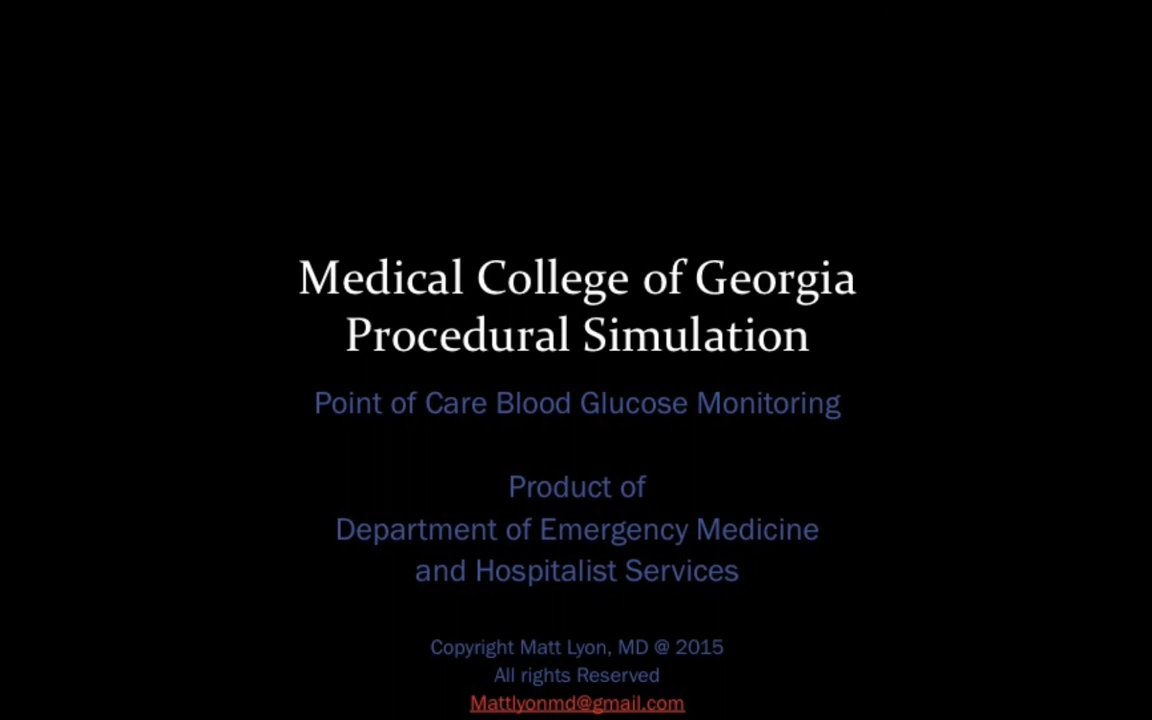 Medical College of Georgia
Procedural Simulation
Point of Care Blood Glucose Monitoring
Product of
Department of Emergency Medicine
and Hospitalist Services
Copyright Matt Lyon, MD @ 2015
All rights Reserved
Mattlyonmd@gmail.com